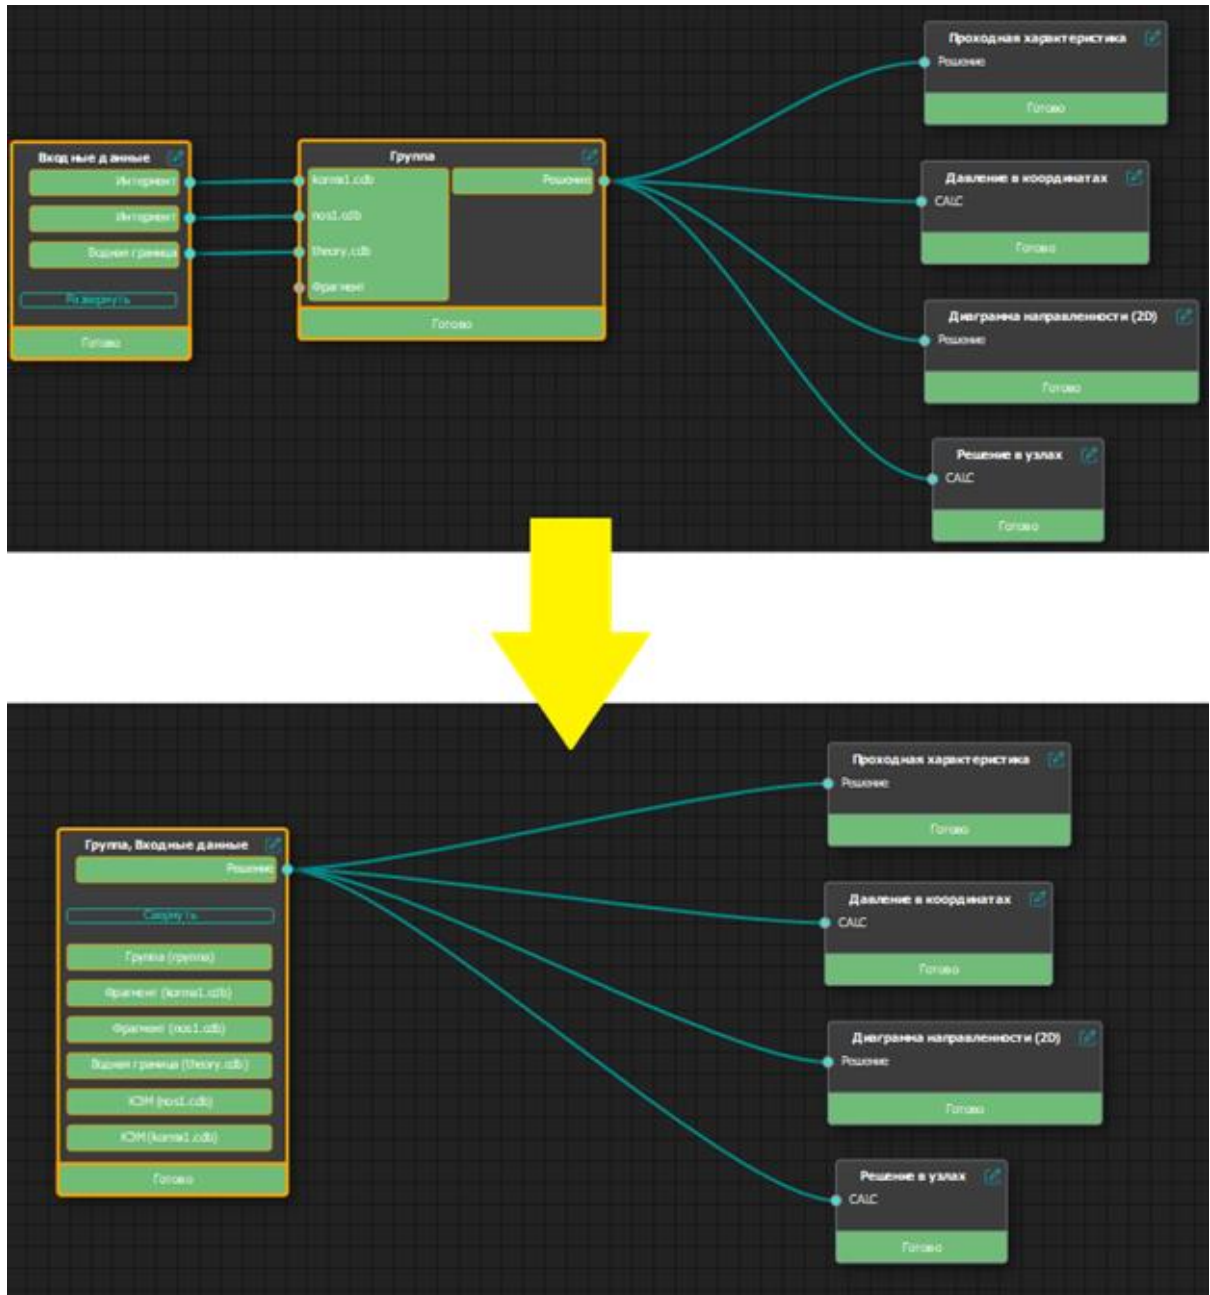 Входные данные
Интермент
Интермент
Водная граница
Развернуть
Готово
Группа
korma1.cdb
nos1.cdb
theory.cdb
Фрагмент
Решение
Готово
Проходная характеристика
Решение
Готово
Давление в координатах
CALC
Готово
Диаграмма направленности (2D)
Решение
Готово
Решение в узлах
CALC
Готово
Группа, Входные данные
Решение
Свернуть
Группа (группа)
Фрагмент (korma1.cdb)
Фрагмент (nos1.cdb)
Водная граница (theory.cdb)
КЭМ (nos1.cdb)
КЭМ (korma1.cdb)
Готово
Проходная характеристика
Решение
Готово
Давление в координатах
CALC
Готово
Диаграмма направленности (2D)
Решение
Готово
Решение в узлах
CALC
Готово